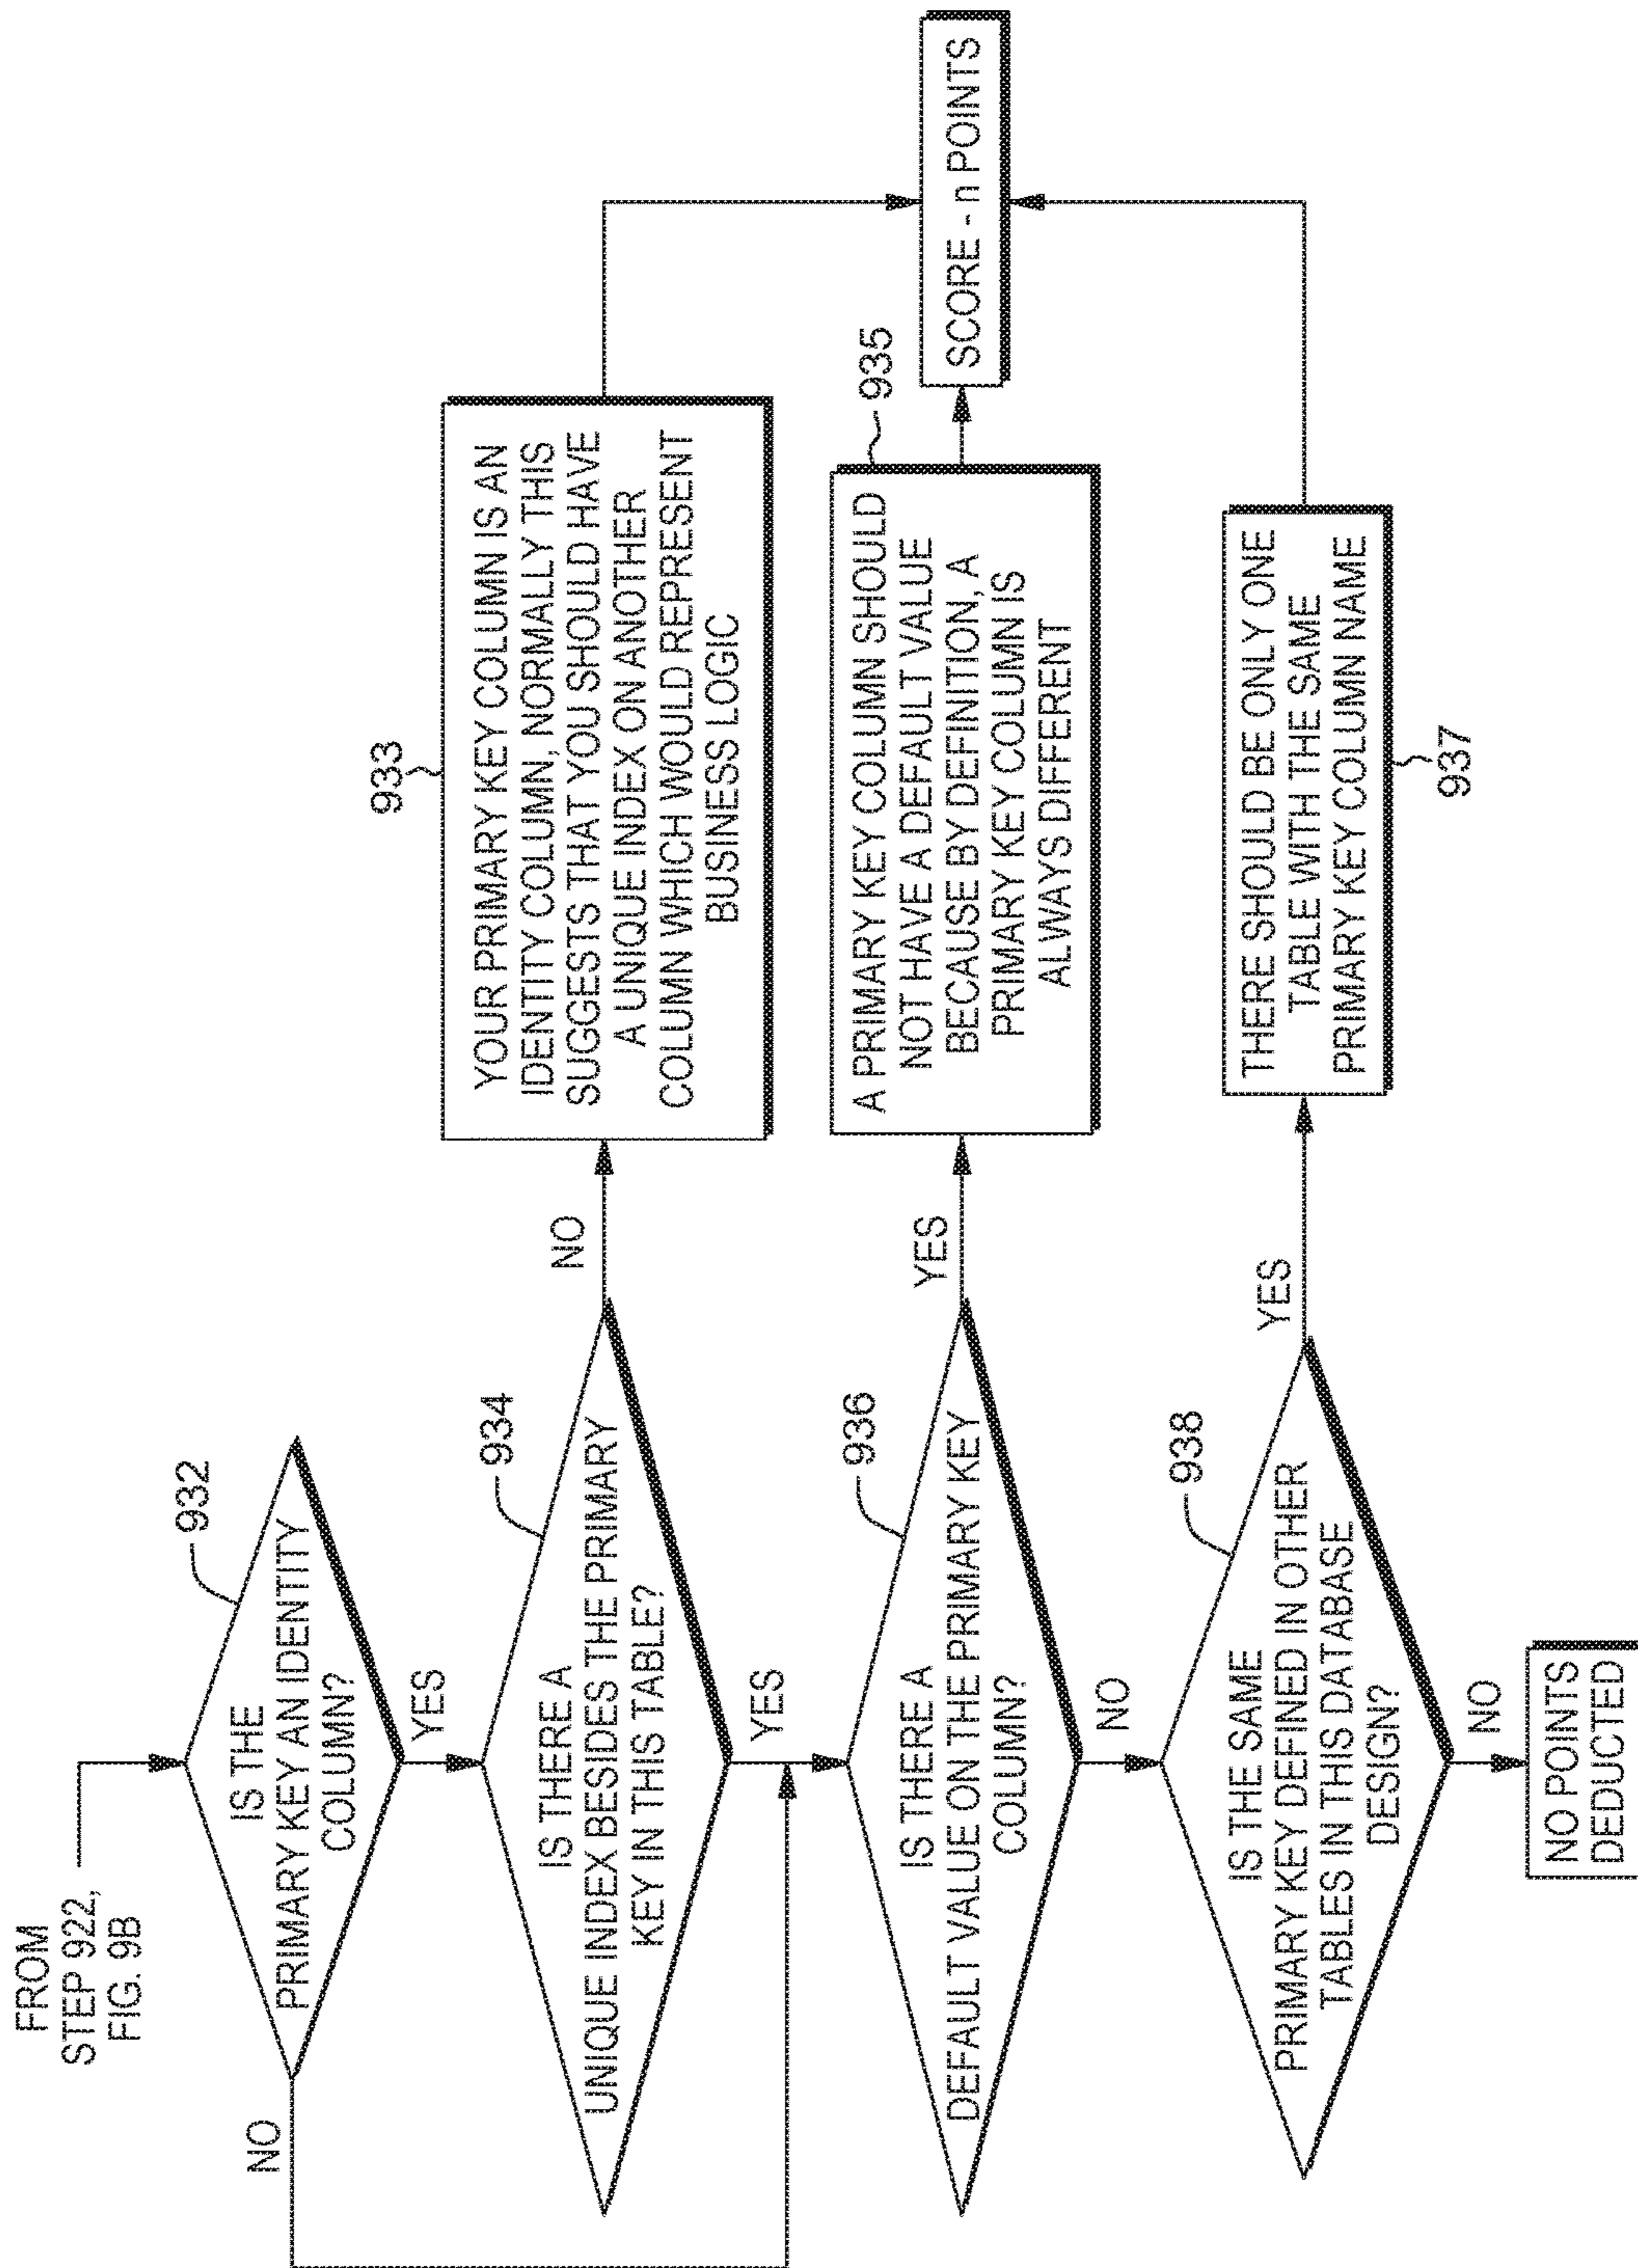 FROM
STEP 922,
FIG. 9B
932
IS THE
PRIMARY KEY AN IDENTITY
COLUMN?
NO
YES
934
IS THERE A
UNIQUE INDEX BESIDES THE PRIMARY
KEY IN THIS TABLE?
NO
YES
933
YOUR PRIMARY KEY COLUMN IS AN
IDENTITY COLUMN, NORMALLY THIS
SUGGESTS THAT YOU SHOULD HAVE
A UNIQUE INDEX ON ANOTHER
COLUMN WHICH WOULD REPRESENT
BUSINESS LOGIC
936
IS THERE A
DEFAULT VALUE ON THE PRIMARY KEY
COLUMN?
YES
NO
935
A PRIMARY KEY COLUMN SHOULD
NOT HAVE A DEFAULT VALUE
BECAUSE BY DEFINITION, A
PRIMARY KEY COLUMN IS
ALWAYS DIFFERENT
SCORE - n POINTS
938
IS THE SAME
PRIMARY KEY DEFINED IN OTHER
TABLES IN THIS DATABASE
DESIGN?
YES
NO
THERE SHOULD BE ONLY ONE
TABLE WITH THE SAME
PRIMARY KEY COLUMN NAME
937
NO POINTS
DEDUCTED